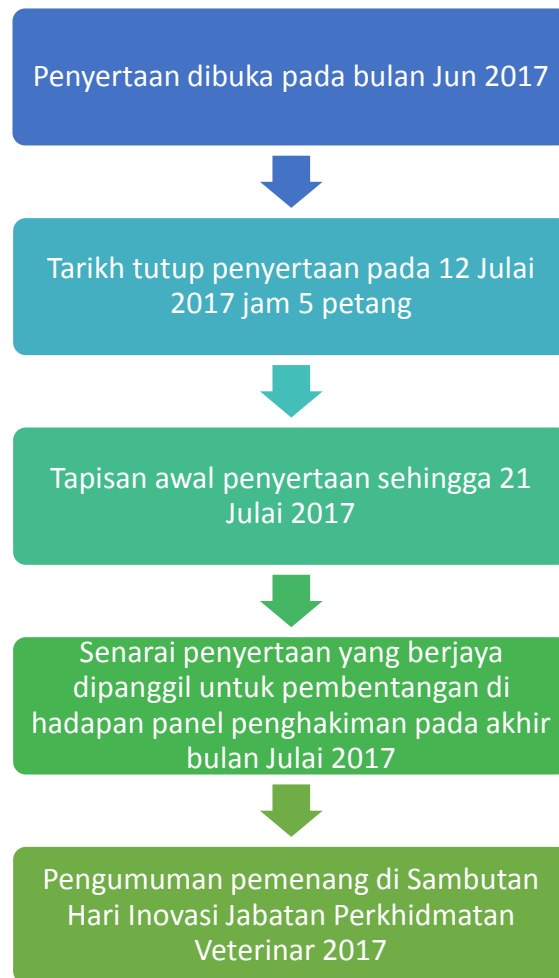 Penyertaan dibuka pada bulan Jun 2017
Tarikh tutup penyertaan pada 12 Julai
2017 jam 5 petang
Tapisan awal penyertaan sehingga 21
Julai 2017
Senarai penyertaan yang berjaya
dipanggil untuk pembentangan di
hadapan panel penghakiman pada akhir
bulan Julai 2017
Pengumuman pemenang di Sambutan
Hari Inovasi Jabatan Perkhidmatan
Veterinar 2017